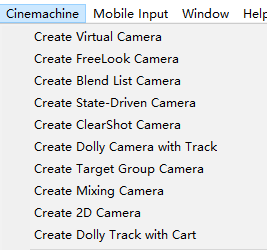 Cinemachine Mobile Input Window Help
Create Virtual Camera
Create FreeLook Camera
Create Blend List Camera
Create State-Driven Camera
Create ClearShot Camera
Create Dolly Camera with Track
Create Target Group Camera
Create Mixing Camera
Create 2D Camera
Create Dolly Track with Cart